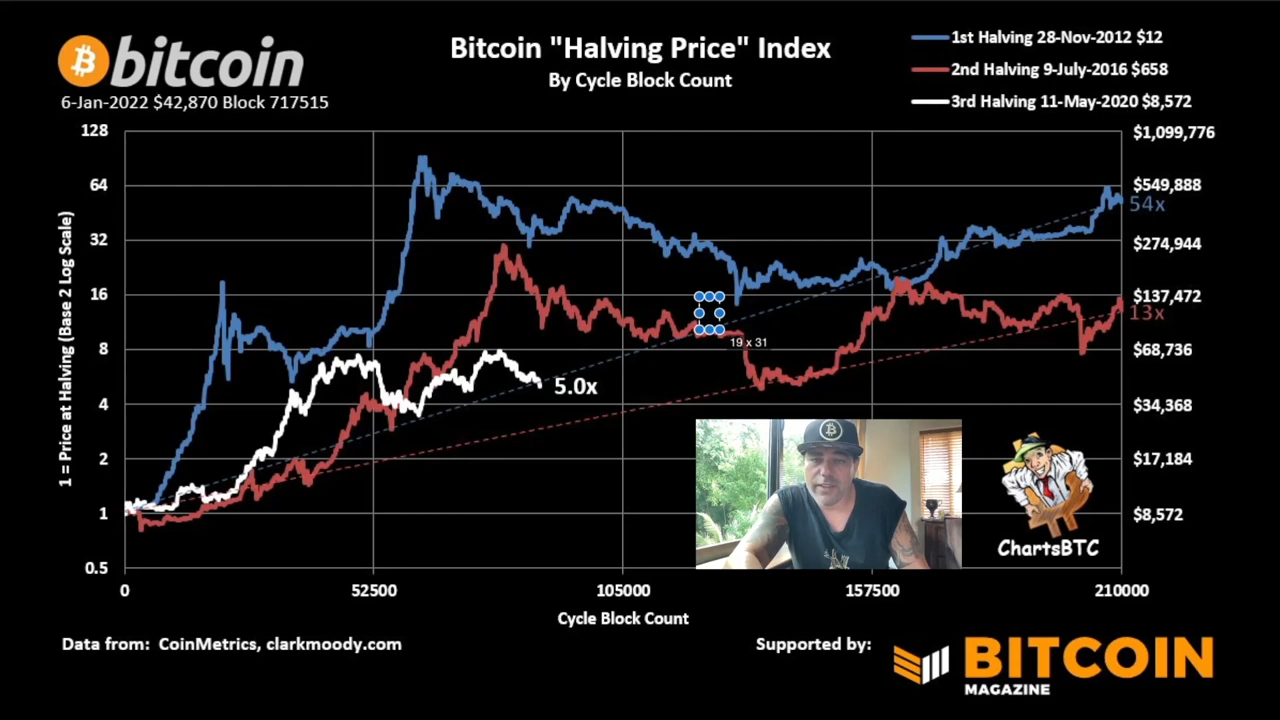 bitcoin
6-Jan-2022 $42,870 Block 717515
Bitcoin "Halving Price" Index
By Cycle Block Count
1st Halving 28-Nov-2012 $12
2nd Halving 9-July-2016 $658
3rd Halving 11-May-2020 $8,572
1 = Price at Halving (Base 2 Log Scale)
128
64
32
16
8
4
2
1
0.5
$1,099,776
$549,888
$274,944
$137,472
$68,736
$34,368
$17,184
$8,572
54x
13x
5.0x
19 x 31
ChartsBTC
0
52500
105000
157500
210000
Cycle Block Count
Data from: CoinMetrics, clarkmoody.com
Supported by:
BITCOIN
MAGAZINE